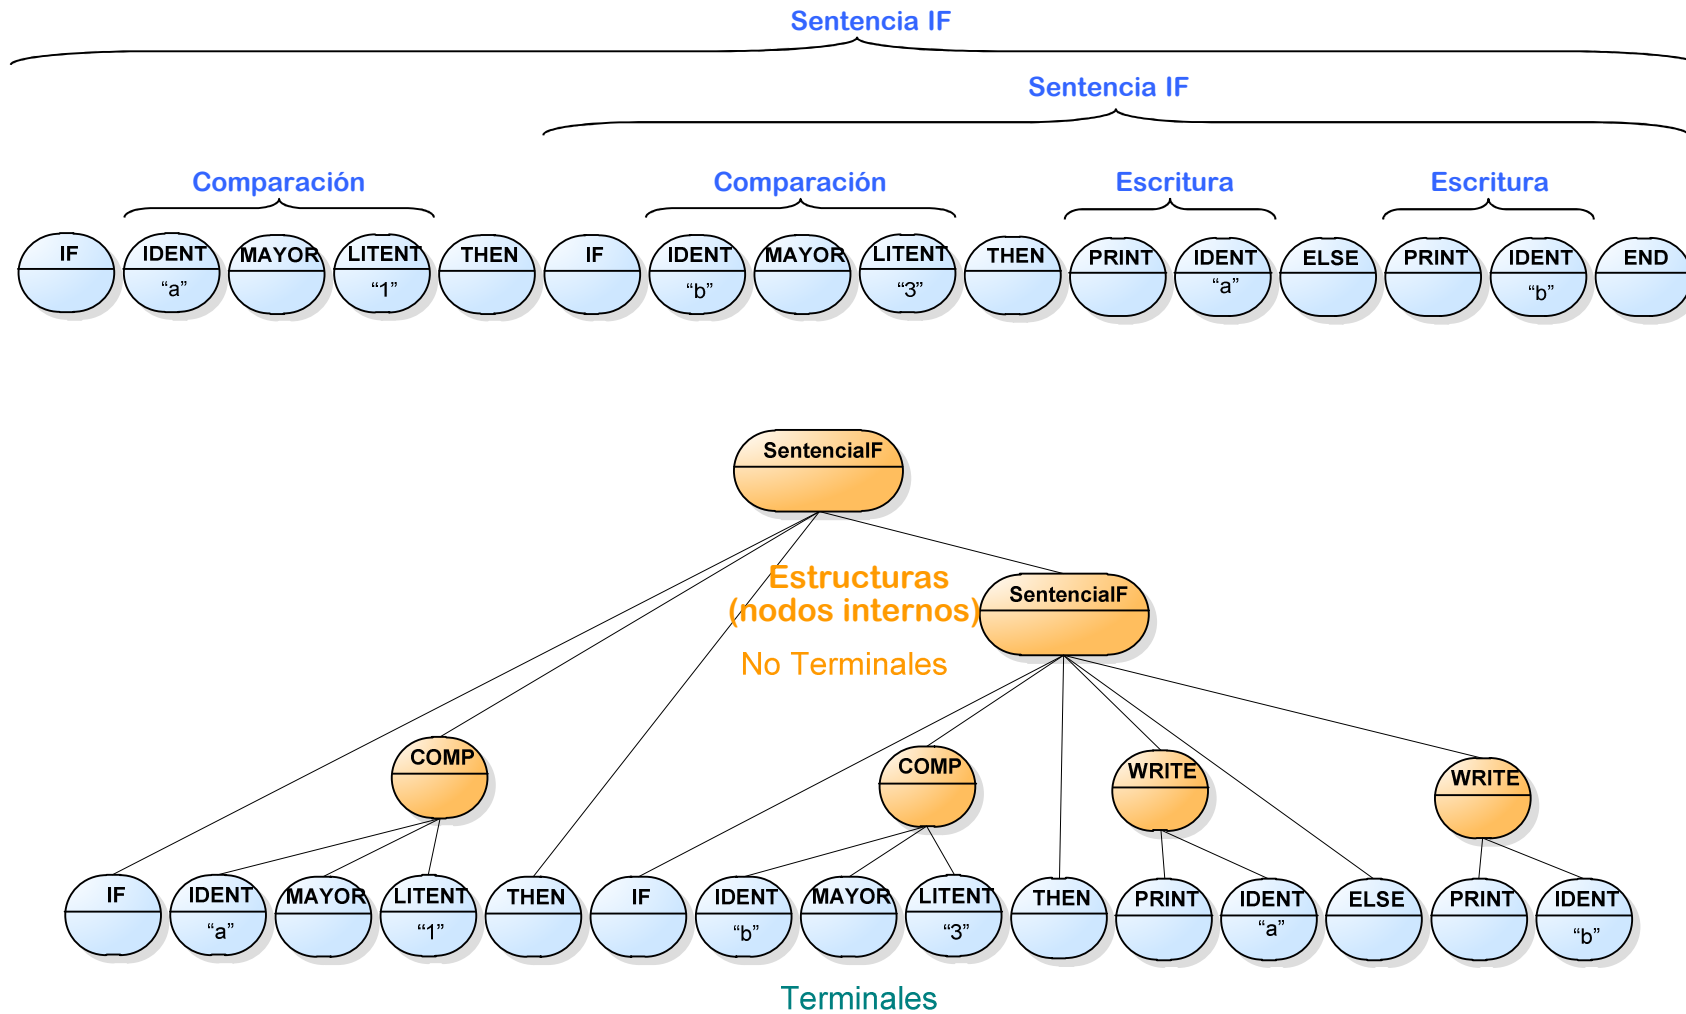 Sentencia IF
Sentencia IF
Comparación Comparación Escritura Escritura
IF IDENT MAYOR LITENT THEN IF IDENT MAYOR LITENT THEN PRINT IDENT ELSE PRINT IDENT END
“a” “1” “b” “3” “a” “b”
SentenciaIF
Estructuras
(nodos internos)
SentenciaIF
No Terminales
COMP COMP WRITE WRITE
IF IDENT MAYOR LITENT THEN IF IDENT MAYOR LITENT THEN PRINT IDENT ELSE PRINT IDENT
“a” “1” “b” “3” “a” “b”
Terminales